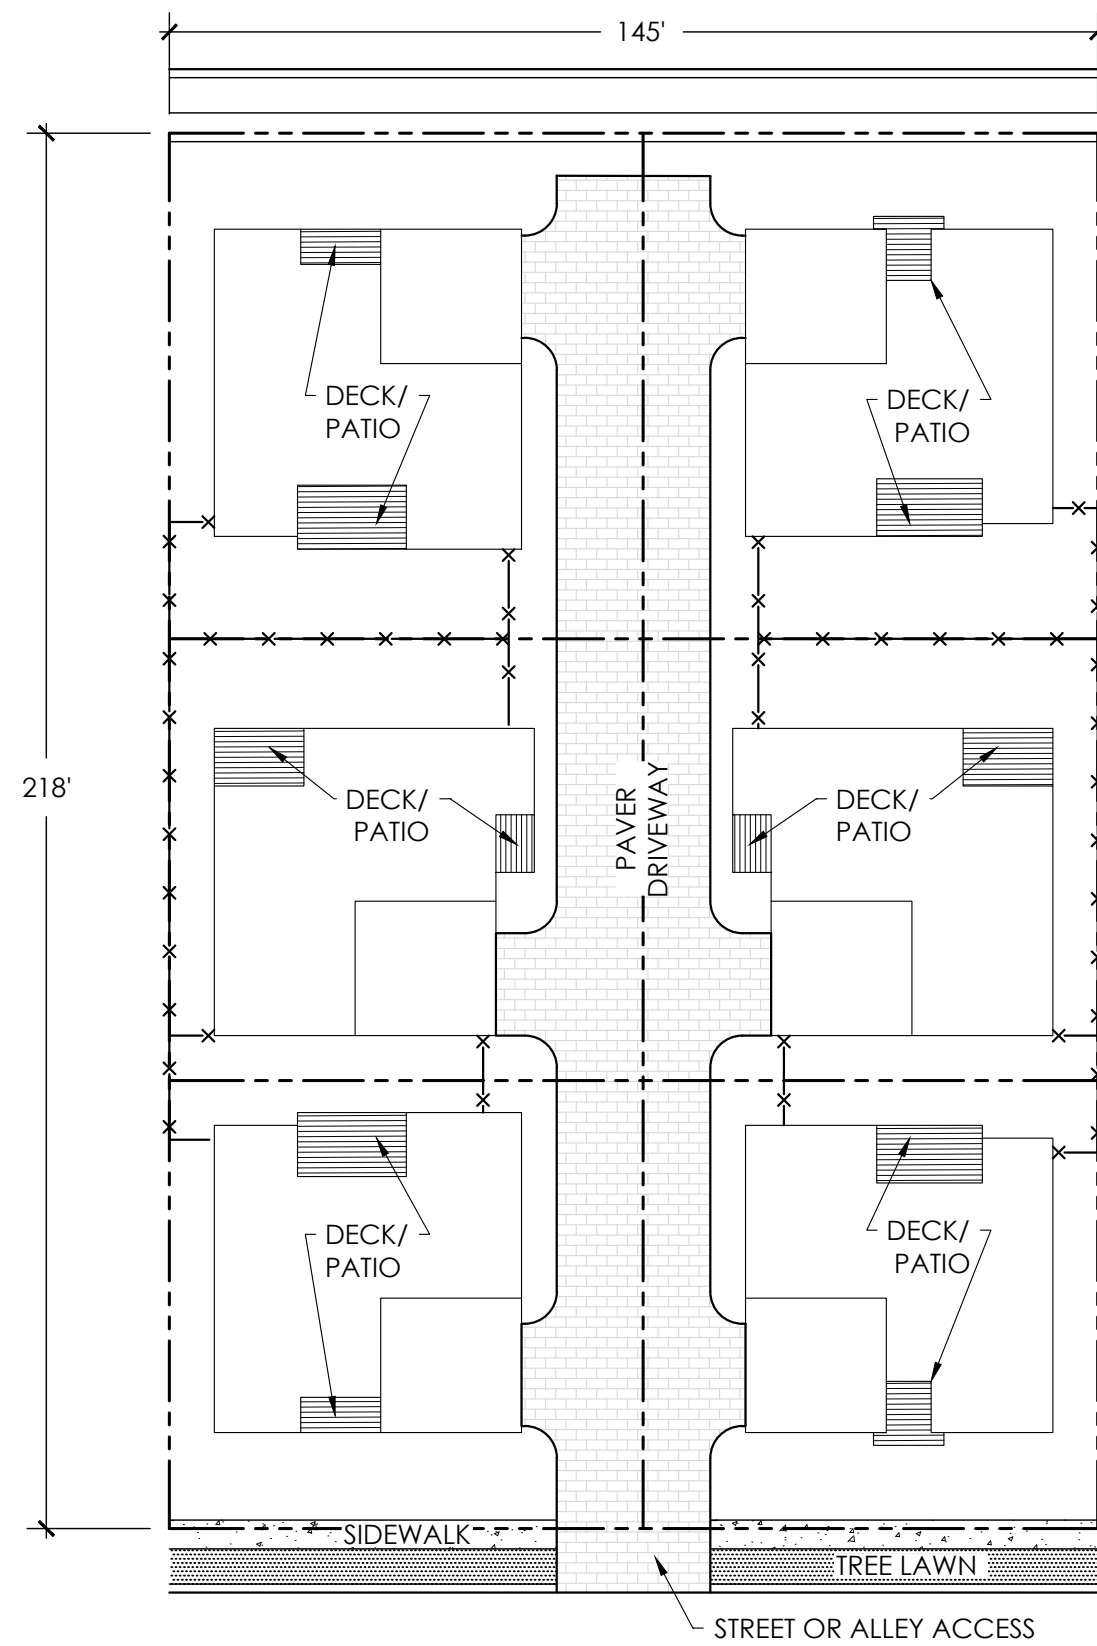 145'
DECK/
PATIO
DECK/
PATIO
218'
DECK/
PATIO
PAVER
DRIVEWAY
DECK/
PATIO
DECK/
PATIO
DECK/
PATIO
SIDEWALK
TREE LAWN
STREET OR ALLEY ACCESS